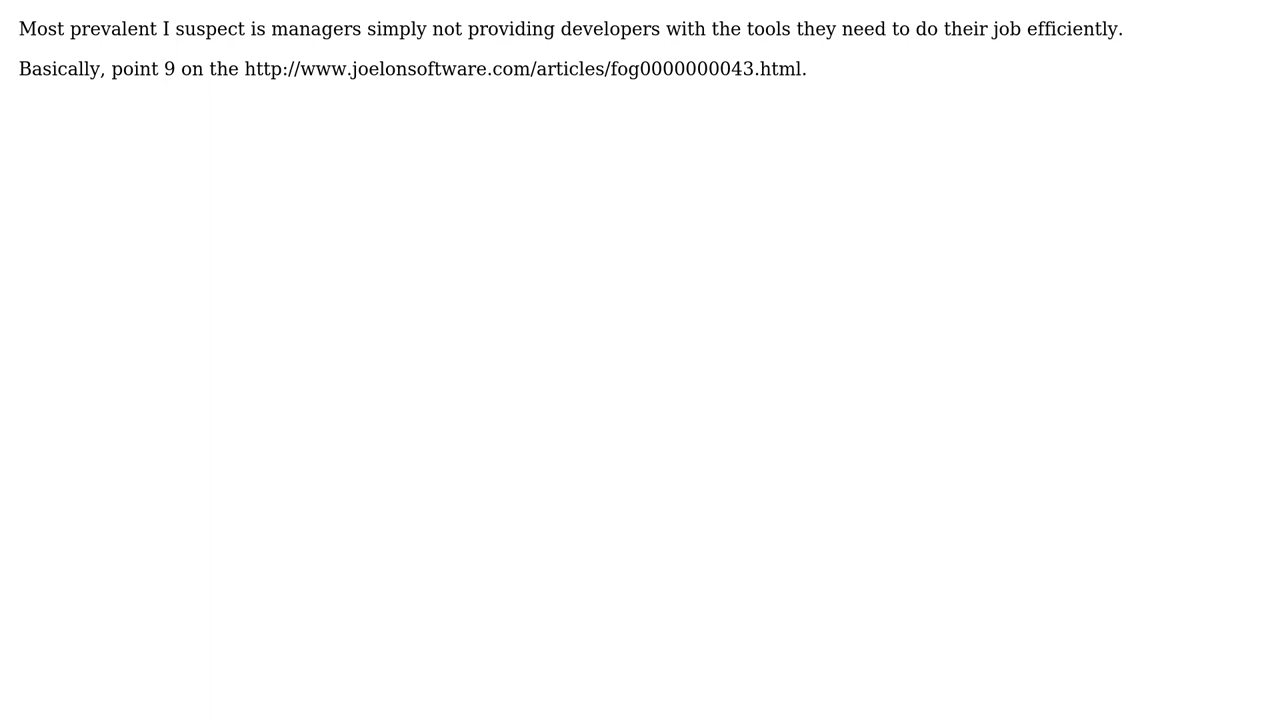 Most prevalent I suspect is managers simply not providing developers with the tools they need to do their job efficiently.
Basically, point 9 on the http://www.joelonsoftware.com/articles/fog0000000043.html.